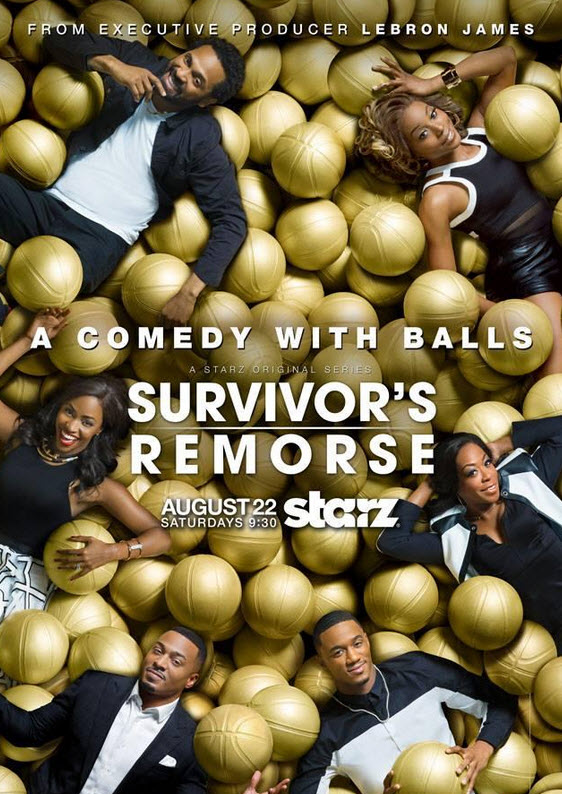 FROM EXECUTIVE PRODUCER LEBRON JAMES
A COMEDY WITH BALLS
A STARZ ORIGINAL SERIES
SURVIVOR'S
REMORSE
AUGUST 22
SATURDAYS 9:30
starz